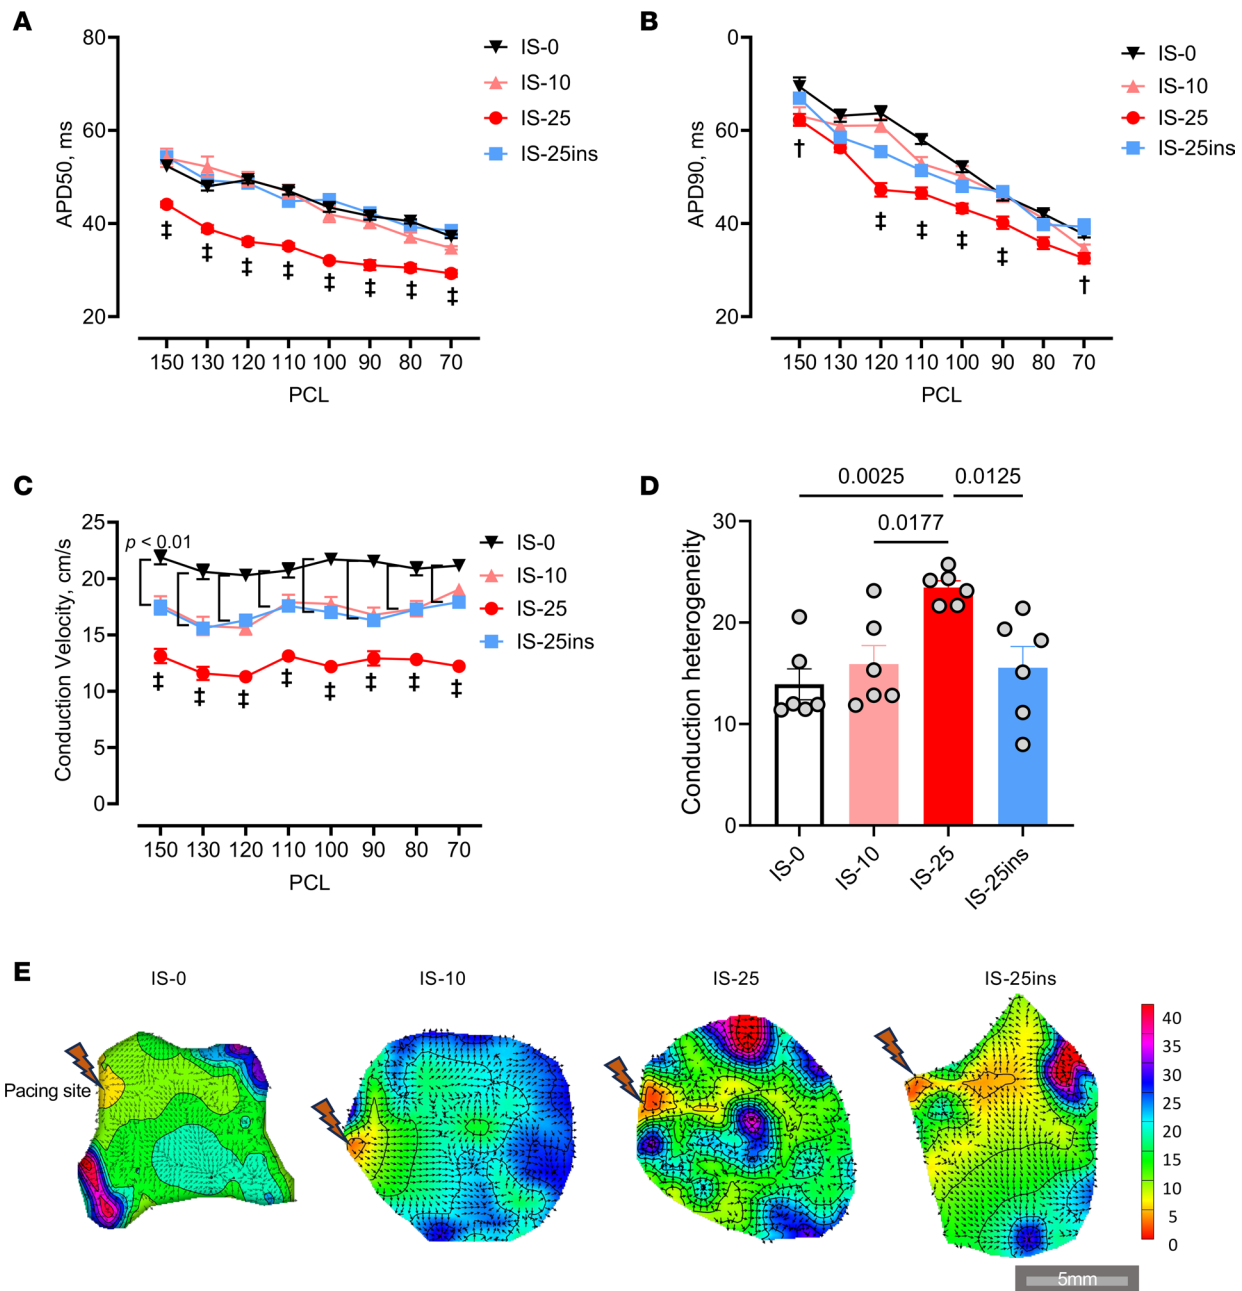 A
80
60
40
20
APD50, ms
150 130 120 110 100 90 80 70
PCL
IS-0
IS-10
IS-25
IS-25ins
‡ ‡ ‡ ‡ ‡ ‡ ‡ ‡
B
0
60
40
20
APD90, ms
150 130 120 110 100 90 80 70
PCL
IS-0
IS-10
IS-25
IS-25ins
† ‡ ‡ ‡ ‡ †
C
25
20
15
10
5
0
Conduction Velocity, cm/s
p < 0.01
150 130 120 110 100 90 80 70
PCL
IS-0
IS-10
IS-25
IS-25ins
‡ ‡ ‡ ‡ ‡ ‡ ‡ ‡
D
0.0025 0.0125
0.0177
30
20
10
0
Conduction heterogeneity
IS-0 IS-10 IS-25 IS-25ins
E
IS-0 IS-10 IS-25 IS-25ins
Pacing site
40
35
30
25
20
15
10
5
0
5mm